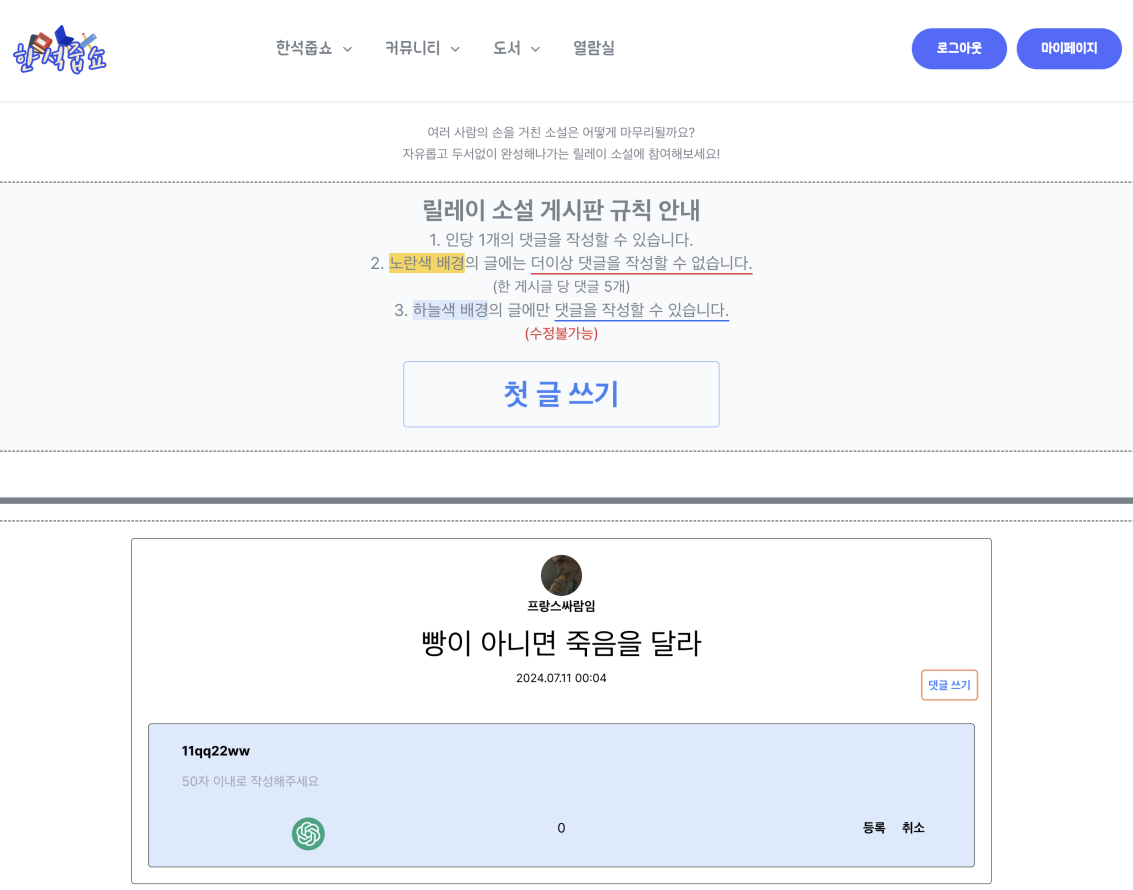 한석줍쇼
한석줍쇼 커뮤니티 도서 열람실
로그아웃 마이페이지
여러 사람의 손을 거친 소설은 어떻게 마무리될까요?
자유롭고 두서없이 완성해나가는 릴레이 소설에 참여해보세요!
릴레이 소설 게시판 규칙 안내
1. 인당 1개의 댓글을 작성할 수 있습니다.
2. 노란색 배경의 글에는 더이상 댓글을 작성할 수 없습니다.
(한 게시글 당 댓글 5개)
3. 하늘색 배경의 글에만 댓글을 작성할 수 있습니다.
(수정불가능)
첫 글 쓰기
프랑스싸람임
빵이 아니면 죽음을 달라
2024.07.11 00:04
댓글 쓰기
11qq22ww
50자 이내로 작성해주세요
0 등록 취소